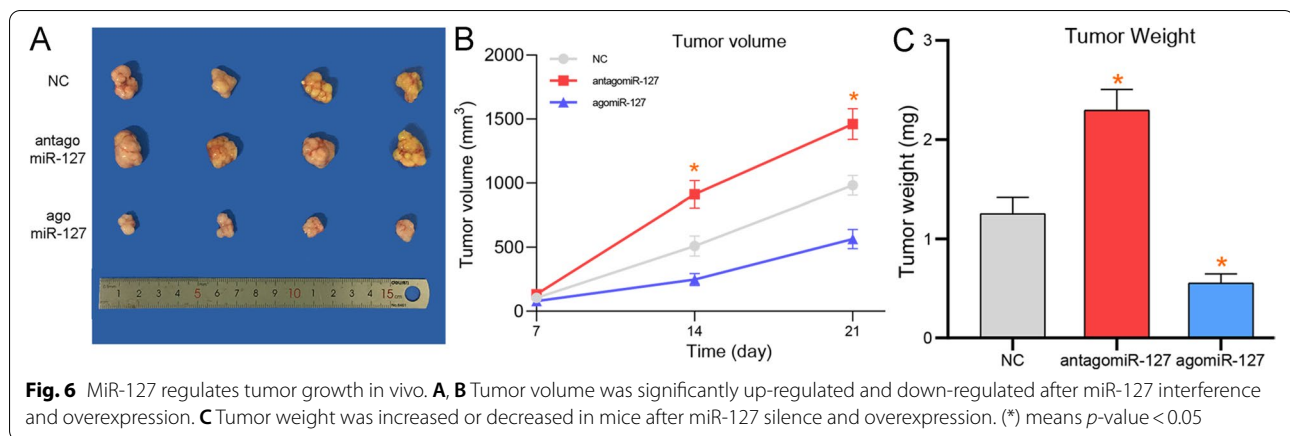 A
NC
antago
miR-127
ago
miR-127
1 2 3 4 5 6 7 8 9 10 1 2 3 4 15cm
B
Tumor volume
NC
antagomiR-127
agomiR-127
Tumor volume (mm³)
2000
1500
1000
500
0
*
*
7 14 21
Time (day)
C
Tumor Weight
Tumor weight (mg)
3
2
1
0
*
*
NC antagomiR-127 agomiR-127
Fig. 6 MiR-127 regulates tumor growth in vivo. A, B Tumor volume was significantly up-regulated and down-regulated after miR-127 interference
and overexpression. C Tumor weight was increased or decreased in mice after miR-127 silence and overexpression. (*) means p-value < 0.05